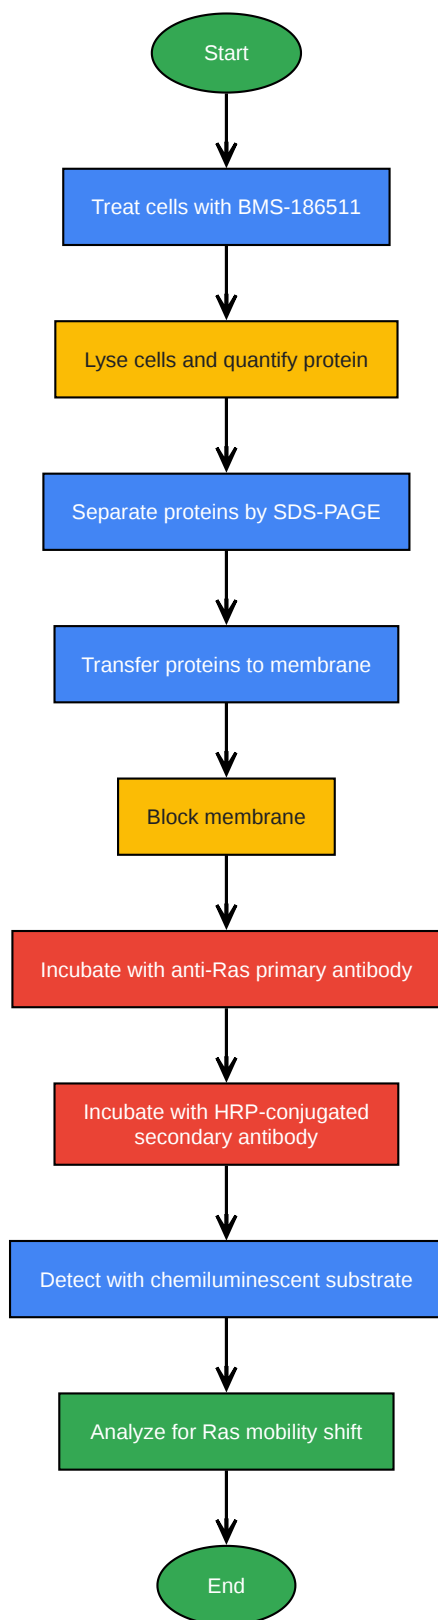 Start
Treat cells with BMS-186511
Lyse cells and quantify protein
Separate proteins by SDS-PAGE
Transfer proteins to membrane
Block membrane
Incubate with anti-Ras primary antibody
Incubate with HRP-conjugated
secondary antibody
Detect with chemiluminescent substrate
Analyze for Ras mobility shift
End